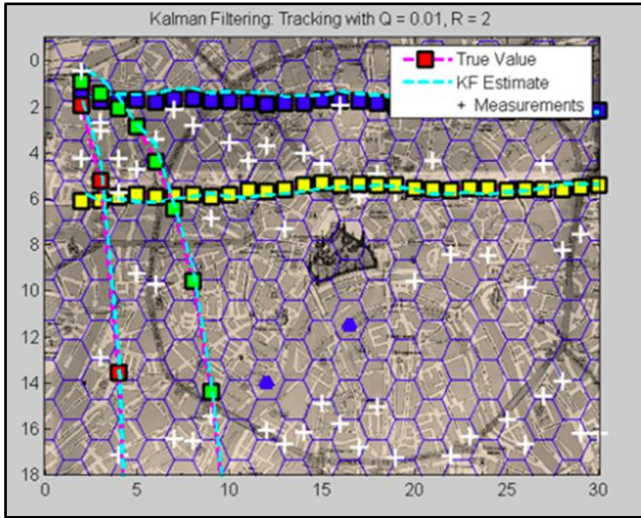 Kalman Filtering: Tracking with Q = 0.01, R = 2
True Value
KF Estimate
+ Measurements
0
2
4
6
8
10
12
14
16
18
0 5 10 15 20 25 30